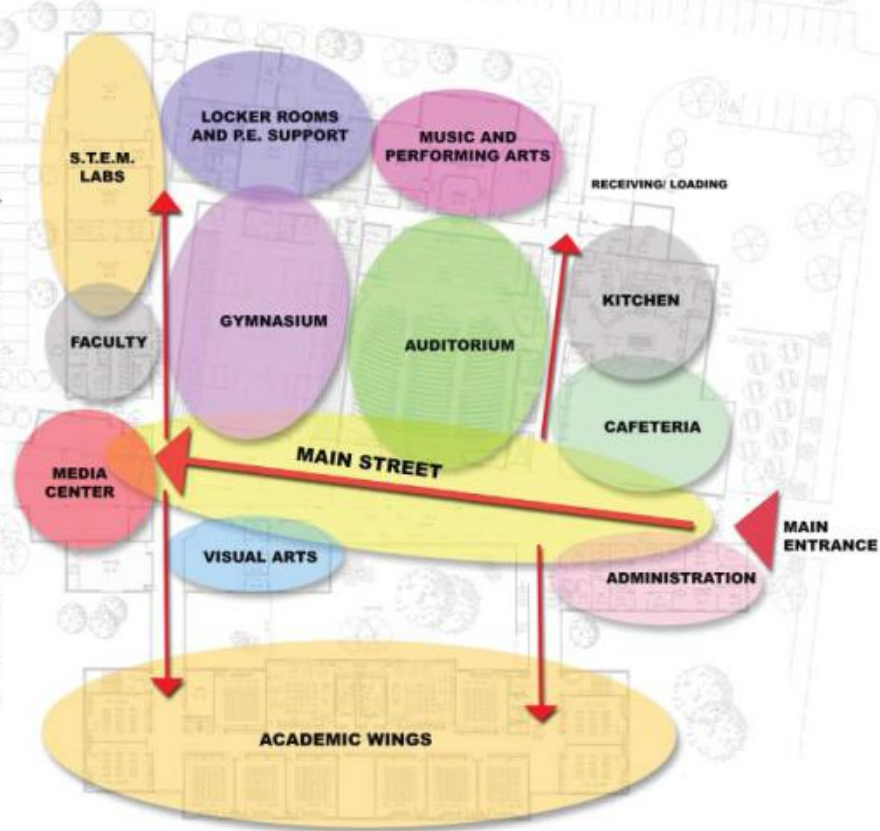 LOCKER ROOMS
AND P.E. SUPPORT
MUSIC AND
PERFORMING ARTS
S.T.E.M.
LABS
RECEIVING/ LOADING
KITCHEN
GYMNASIUM
FACULTY
AUDITORIUM
CAFETERIA
MAIN STREET
MEDIA
CENTER
MAIN
ENTRANCE
VISUAL ARTS
ADMINISTRATION
ACADEMIC WINGS